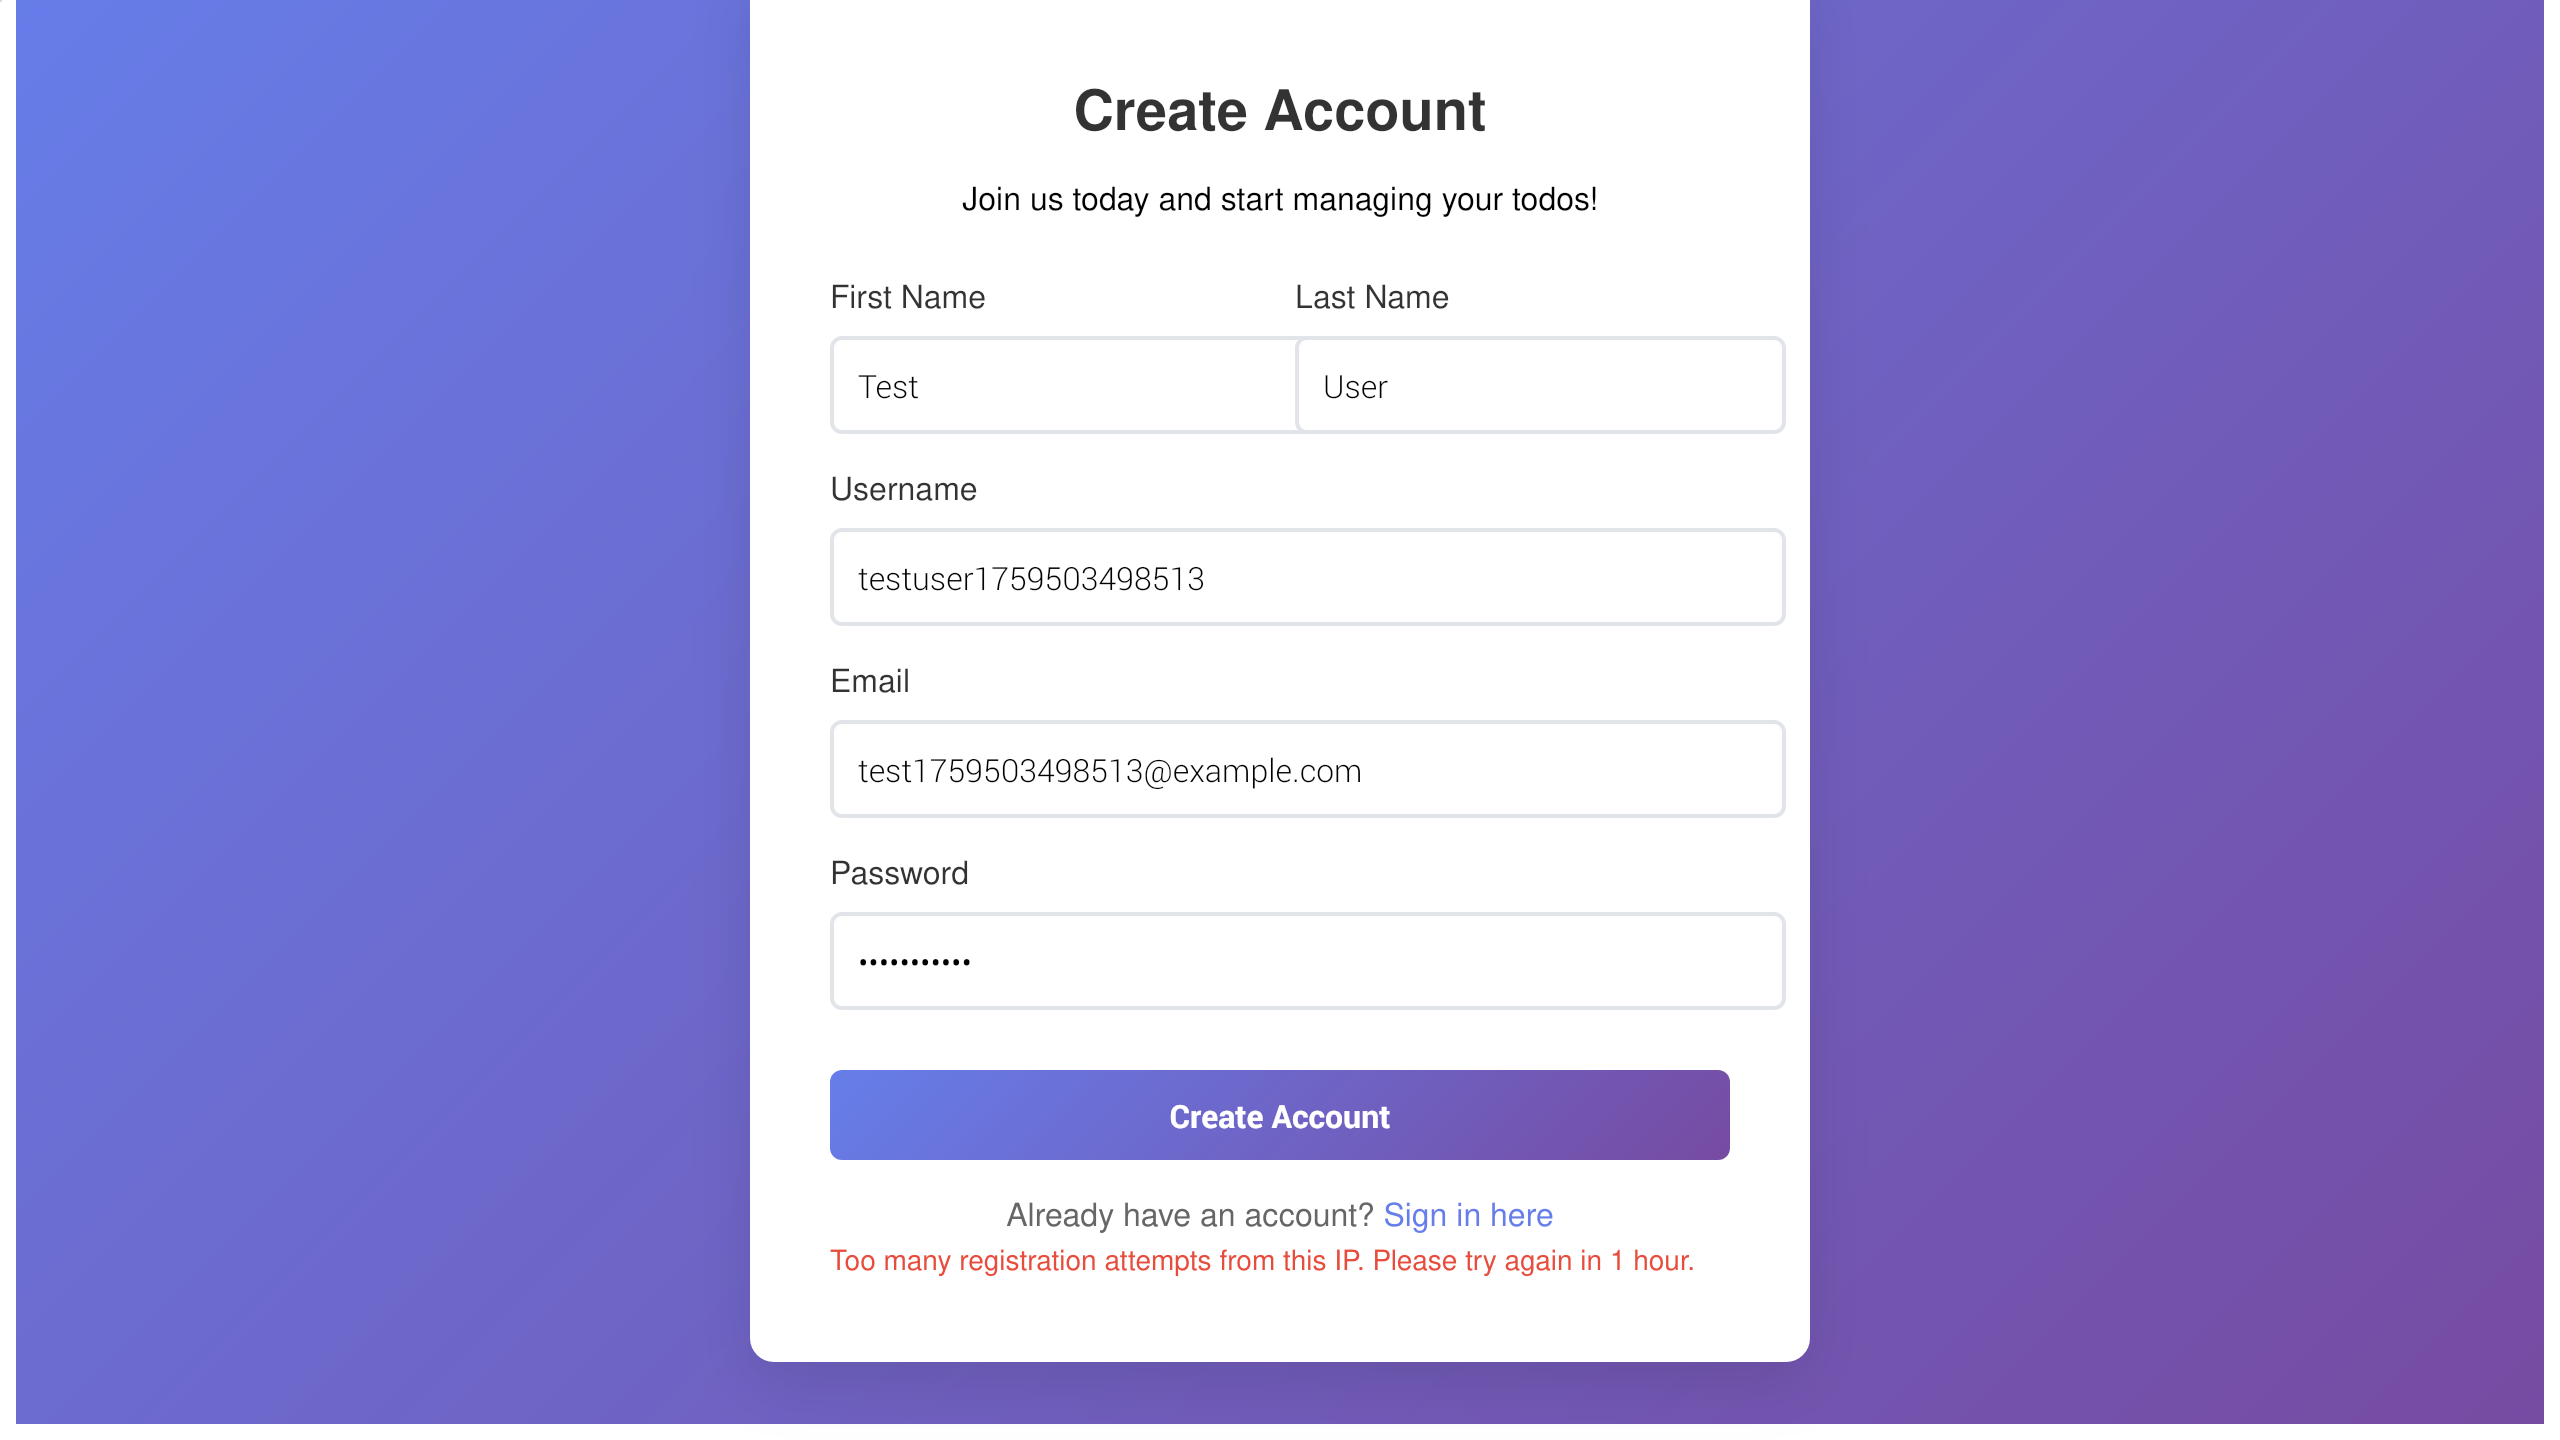 Create Account
Join us today and start managing your todos!
First Name Last Name
Test User
Username
testuser1759503498513
Email
test1759503498513@example.com
Password
•••••••••••
Create Account
Already have an account? Sign in here
Too many registration attempts from this IP. Please try again in 1 hour.